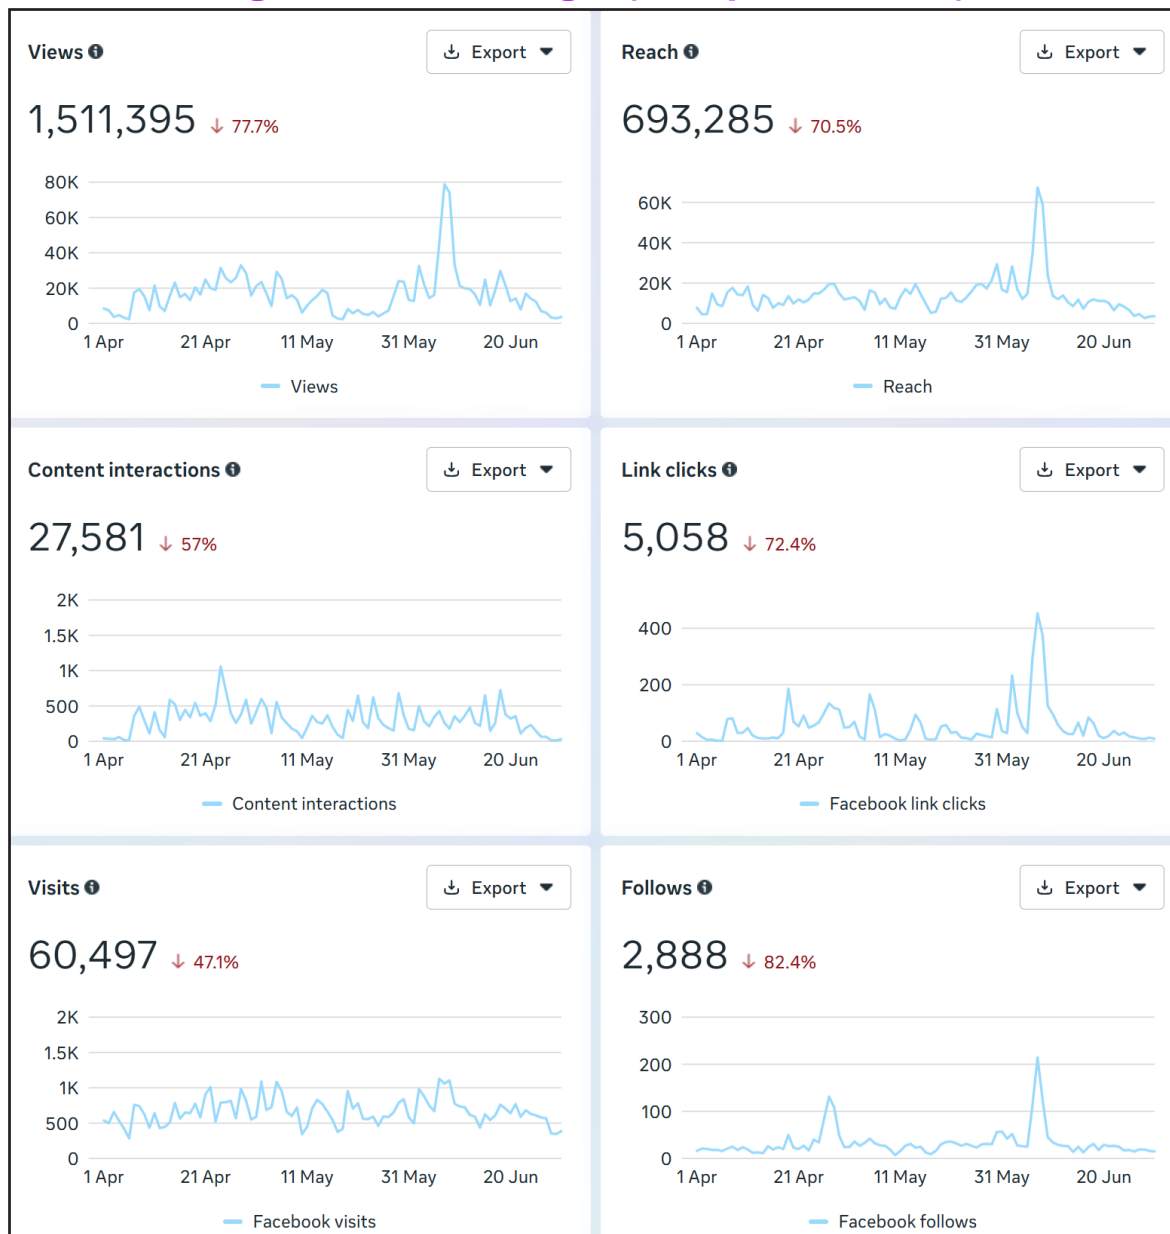 Views
Export
1,511,395 ↓ 77.7%
80K
60K
40K
20K
0
1 Apr 21 Apr 11 May 31 May 20 Jun
Views
Reach
Export
693,285 ↓ 70.5%
60K
40K
20K
0
1 Apr 21 Apr 11 May 31 May 20 Jun
Reach
Content interactions
Export
27,581 ↓ 57%
2K
1.5K
1K
500
0
1 Apr 21 Apr 11 May 31 May 20 Jun
Content interactions
Link clicks
Export
5,058 ↓ 72.4%
400
200
0
1 Apr 21 Apr 11 May 31 May 20 Jun
Facebook link clicks
Visits
Export
60,497 ↓ 47.1%
2K
1.5K
1K
500
0
1 Apr 21 Apr 11 May 31 May 20 Jun
Facebook visits
Follows
Export
2,888 ↓ 82.4%
300
200
100
0
1 Apr 21 Apr 11 May 31 May 20 Jun
Facebook follows